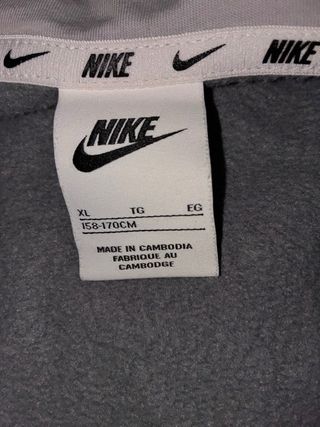 NIKE NIKE
NIKE
XL TG EG
158-170CM
MADE IN CAMBODIA
FABRIQUE AU
CAMBODGE